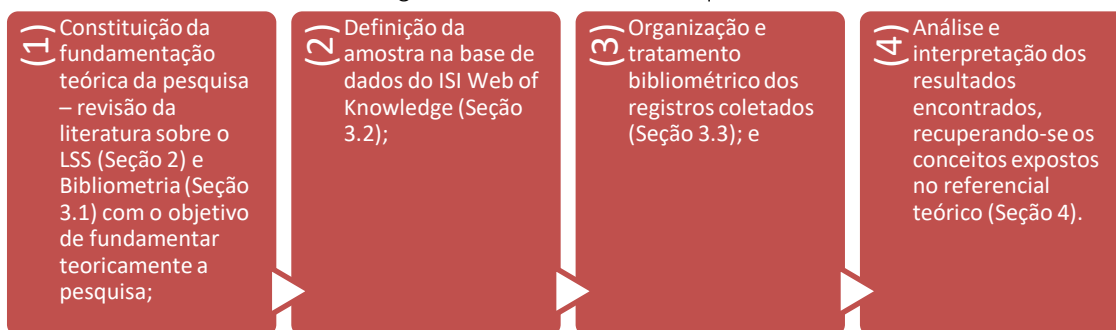 (1)
Constituição da
fundamentação
teórica da pesquisa
– revisão da
literatura sobre o
LSS (Seção 2) e
Bibliometria (Seção
3.1) com o objetivo
de fundamentar
teoricamente a
pesquisa;
(2)
Definição da
amostra na base de
dados do ISI Web of
Knowledge (Seção
3.2);
(3)
Organização e
tratamento
bibliométrico dos
registros coletados
(Seção 3.3); e
(4)
Análise e
interpretação dos
resultados
encontrados,
recuperando-se os
conceitos expostos
no referencial
teórico (Seção 4).